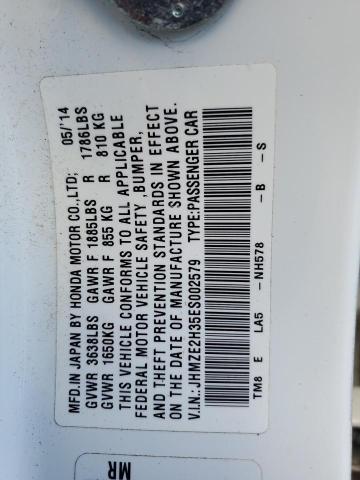 MFD.IN JAPAN BY HONDA MOTOR CO.,LTD; 05/'14
GVWR 3638LBS GAWR F 1885LBS R 1786LBS
GVWR 1650KG GAWR F 855 KG R 810 KG
THIS VEHICLE CONFORMS TO ALL APPLICABLE
FEDERAL MOTOR VEHICLE SAFETY ,BUMPER,
AND THEFT PREVENTION STANDARDS IN EFFECT
ON THE DATE OF MANUFACTURE SHOWN ABOVE.
V.I.N.:JHMZE2H35ES002579 TYPE:PASSENGER CAR
TM8 E LA5 -NH578 -B -S
MR